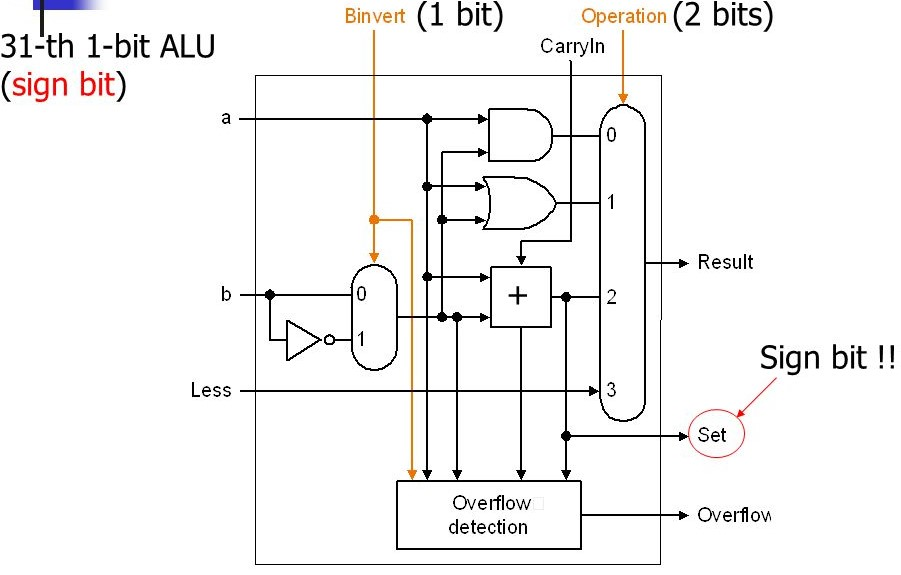 Binvert (1 bit)
Operation (2 bits)
31-th 1-bit ALU
(sign bit)
CarryIn
a
0
1
Result
b
0
+
2
1
Sign bit !!
Less
3
Set
Overflow
detection
Overflow